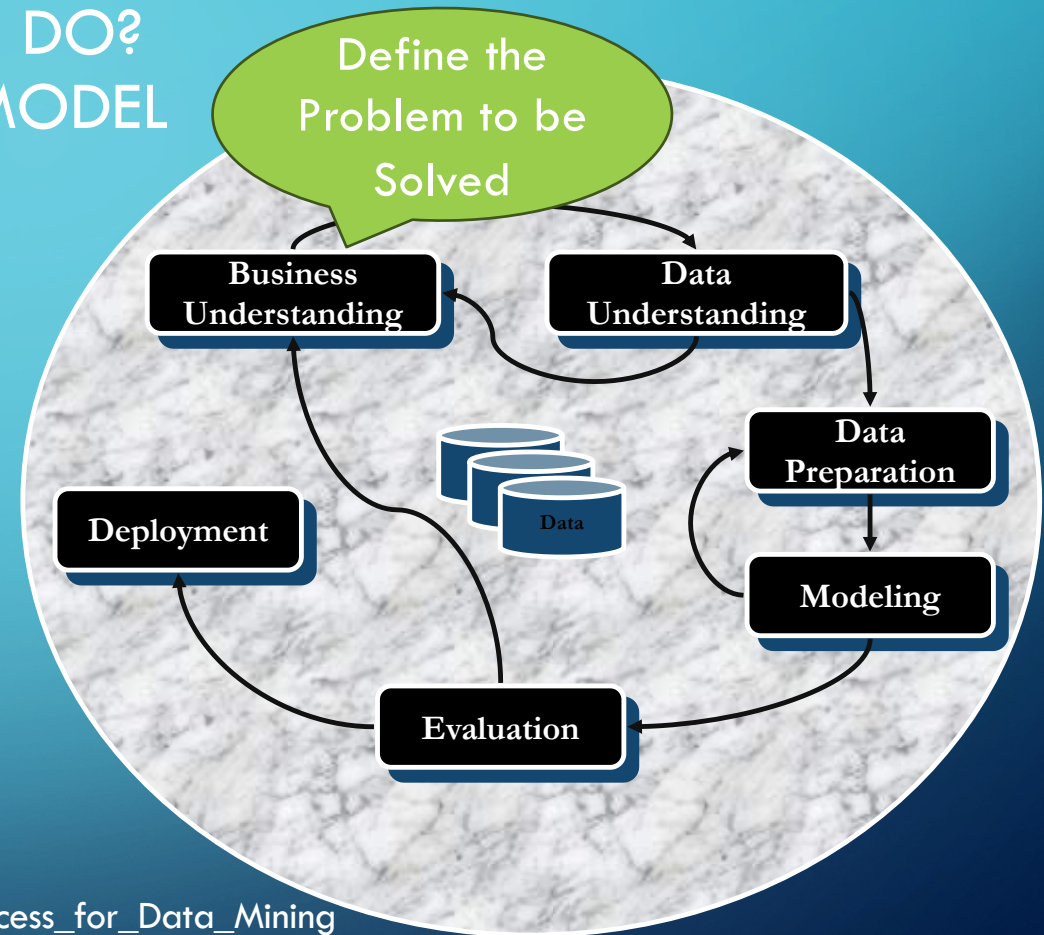 DO?
MODEL
Define the
Problem to be
Solved
Business
Understanding
Data
Understanding
Data
Preparation
Data
Deployment
Modeling
Evaluation
cess_for_Data_Mining